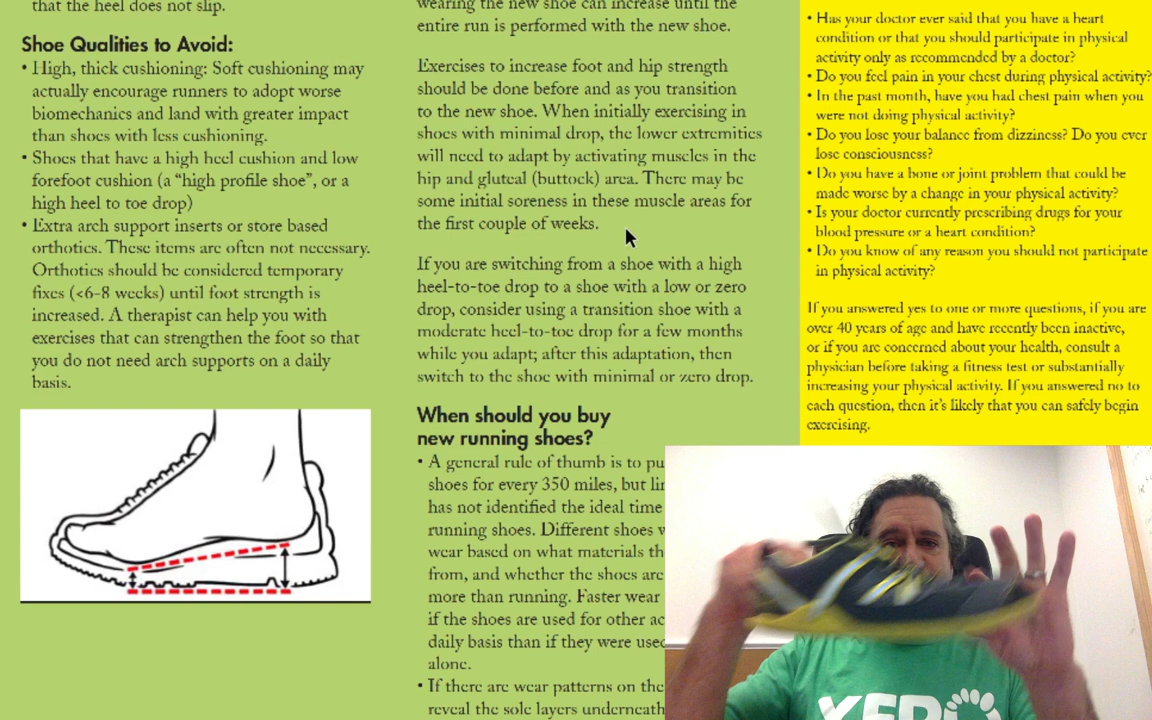 that the heel does not slip.
Shoe Qualities to Avoid:
• High, thick cushioning: Soft cushioning may
actually encourage runners to adopt worse
biomechanics and land with greater impact
than shoes with less cushioning.
• Shoes that have a high heel cushion and low
forefoot cushion (a “high profile shoe”, or a
high heel to toe drop)
• Extra arch support inserts or store based
orthotics. These items are often not necessary.
Orthotics should be considered temporary
fixes (<6-8 weeks) until foot strength is
increased. A therapist can help you with
exercises that can strengthen the foot so that
you do not need arch supports on a daily
basis.
wearing the new shoe can increase until the
entire run is performed with the new shoe.
Exercises to increase foot and hip strength
should be done before and as you transition
to the new shoe. When initially exercising in
shoes with minimal drop, the lower extremities
will need to adapt by activating muscles in the
hip and gluteal (buttock) area. There may be
some initial soreness in these muscle areas for
the first couple of weeks.
If you are switching from a shoe with a high
heel-to-toe drop to a shoe with a low or zero
drop, consider using a transition shoe with a
moderate heel-to-toe drop for a few months
while you adapt; after this adaptation, then
switch to the shoe with minimal or zero drop.
When should you buy
new running shoes?
• A general rule of thumb is to pu
shoes for every 350 miles, but li
has not identified the ideal time
running shoes. Different shoes
wear based on what materials th
from, and whether the shoes are
more than running. Faster wear
if the shoes are used for other ac
daily basis than if they were used
alone.
• If there are wear patterns on the
reveal the sole layers underneath
• Has your doctor ever said that you have a heart
condition or that you should participate in physical
activity only as recommended by a doctor?
• Do you feel pain in your chest during physical activity?
• In the past month, have you had chest pain when you
were not doing physical activity?
• Do you lose your balance from dizziness? Do you ever
lose consciousness?
• Do you have a bone or joint problem that could be
made worse by a change in your physical activity?
• Is your doctor currently prescribing drugs for your
blood pressure or a heart condition?
• Do you know of any reason you should not participate
in physical activity?
If you answered yes to one or more questions, if you are
over 40 years of age and have recently been inactive,
or if you are concerned about your health, consult a
physician before taking a fitness test or substantially
increasing your physical activity. If you answered no to
each question, then it’s likely that you can safely begin
exercising.
XERO